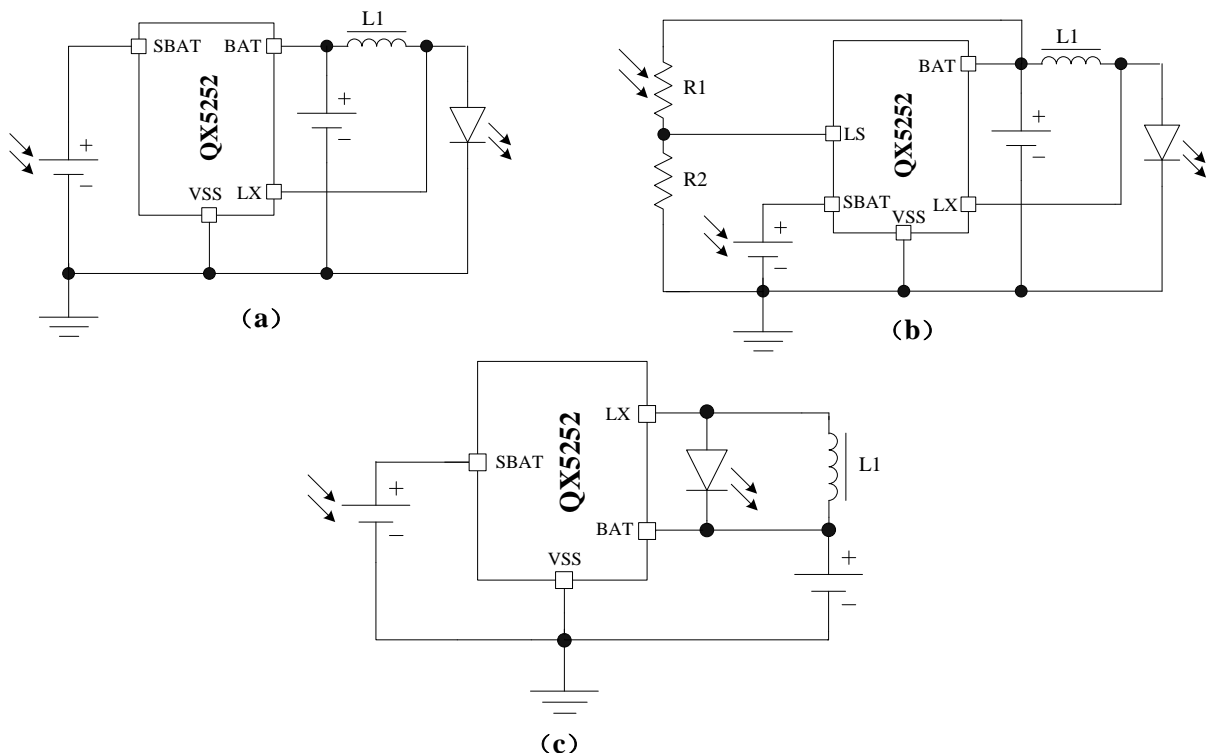 L1
SBAT
BAT
QX5252
+
−
+
−
VSS
LX
（a）
L1
BAT
R1
LS
QX5252
+
−
R2
SBAT
LX
VSS
+
−
（b）
LX
QX5252
SBAT
L1
+
−
BAT
VSS
+
−
（c）